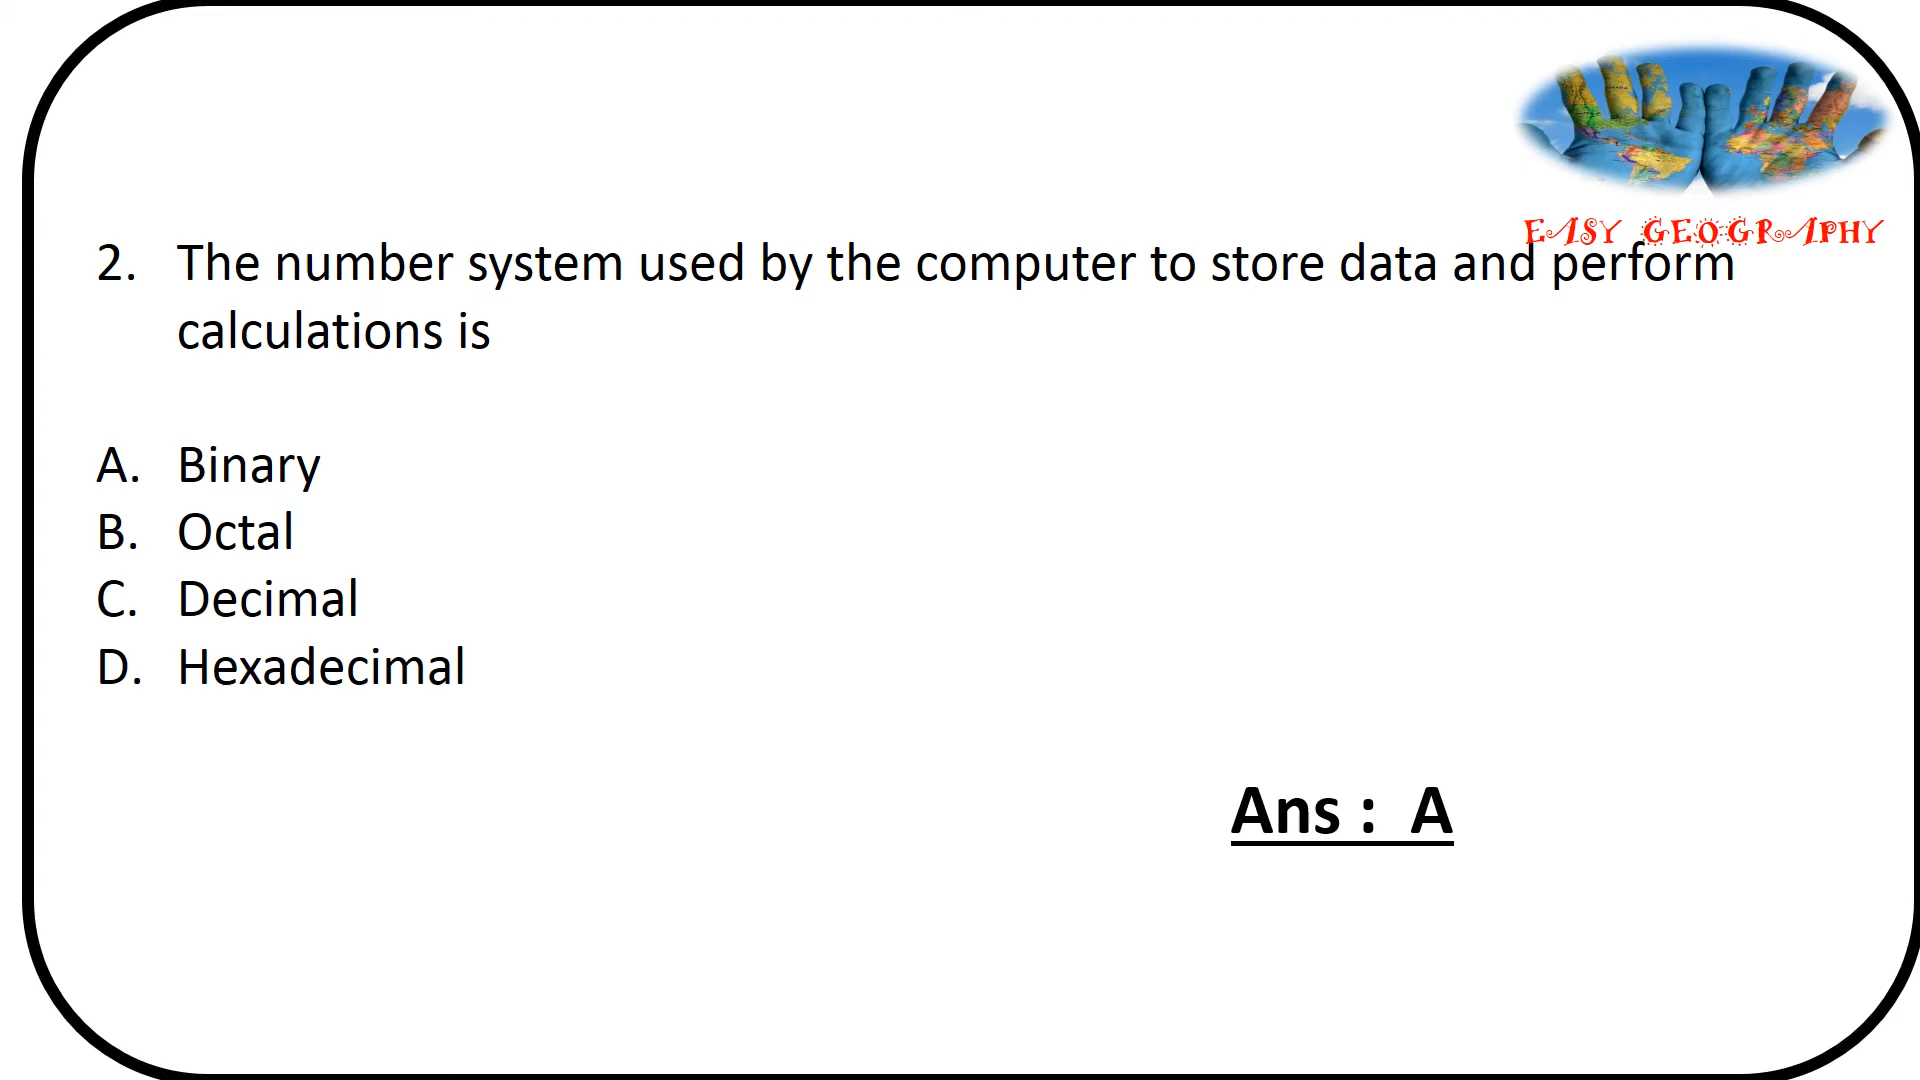 EASY GEOGRAPHY
2. The number system used by the computer to store data and perform
calculations is
A. Binary
B. Octal
C. Decimal
D. Hexadecimal
Ans : A